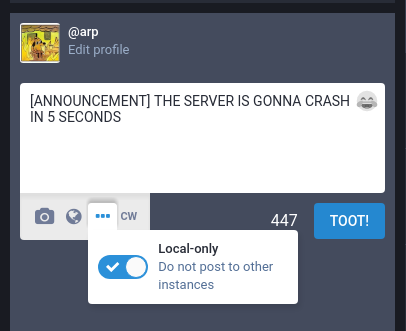 @arp
Edit profile
[ANNOUNCEMENT] THE SERVER IS GONNA CRASH
IN 5 SECONDS
CW
447
TOOT!
Local-only
Do not post to other
instances